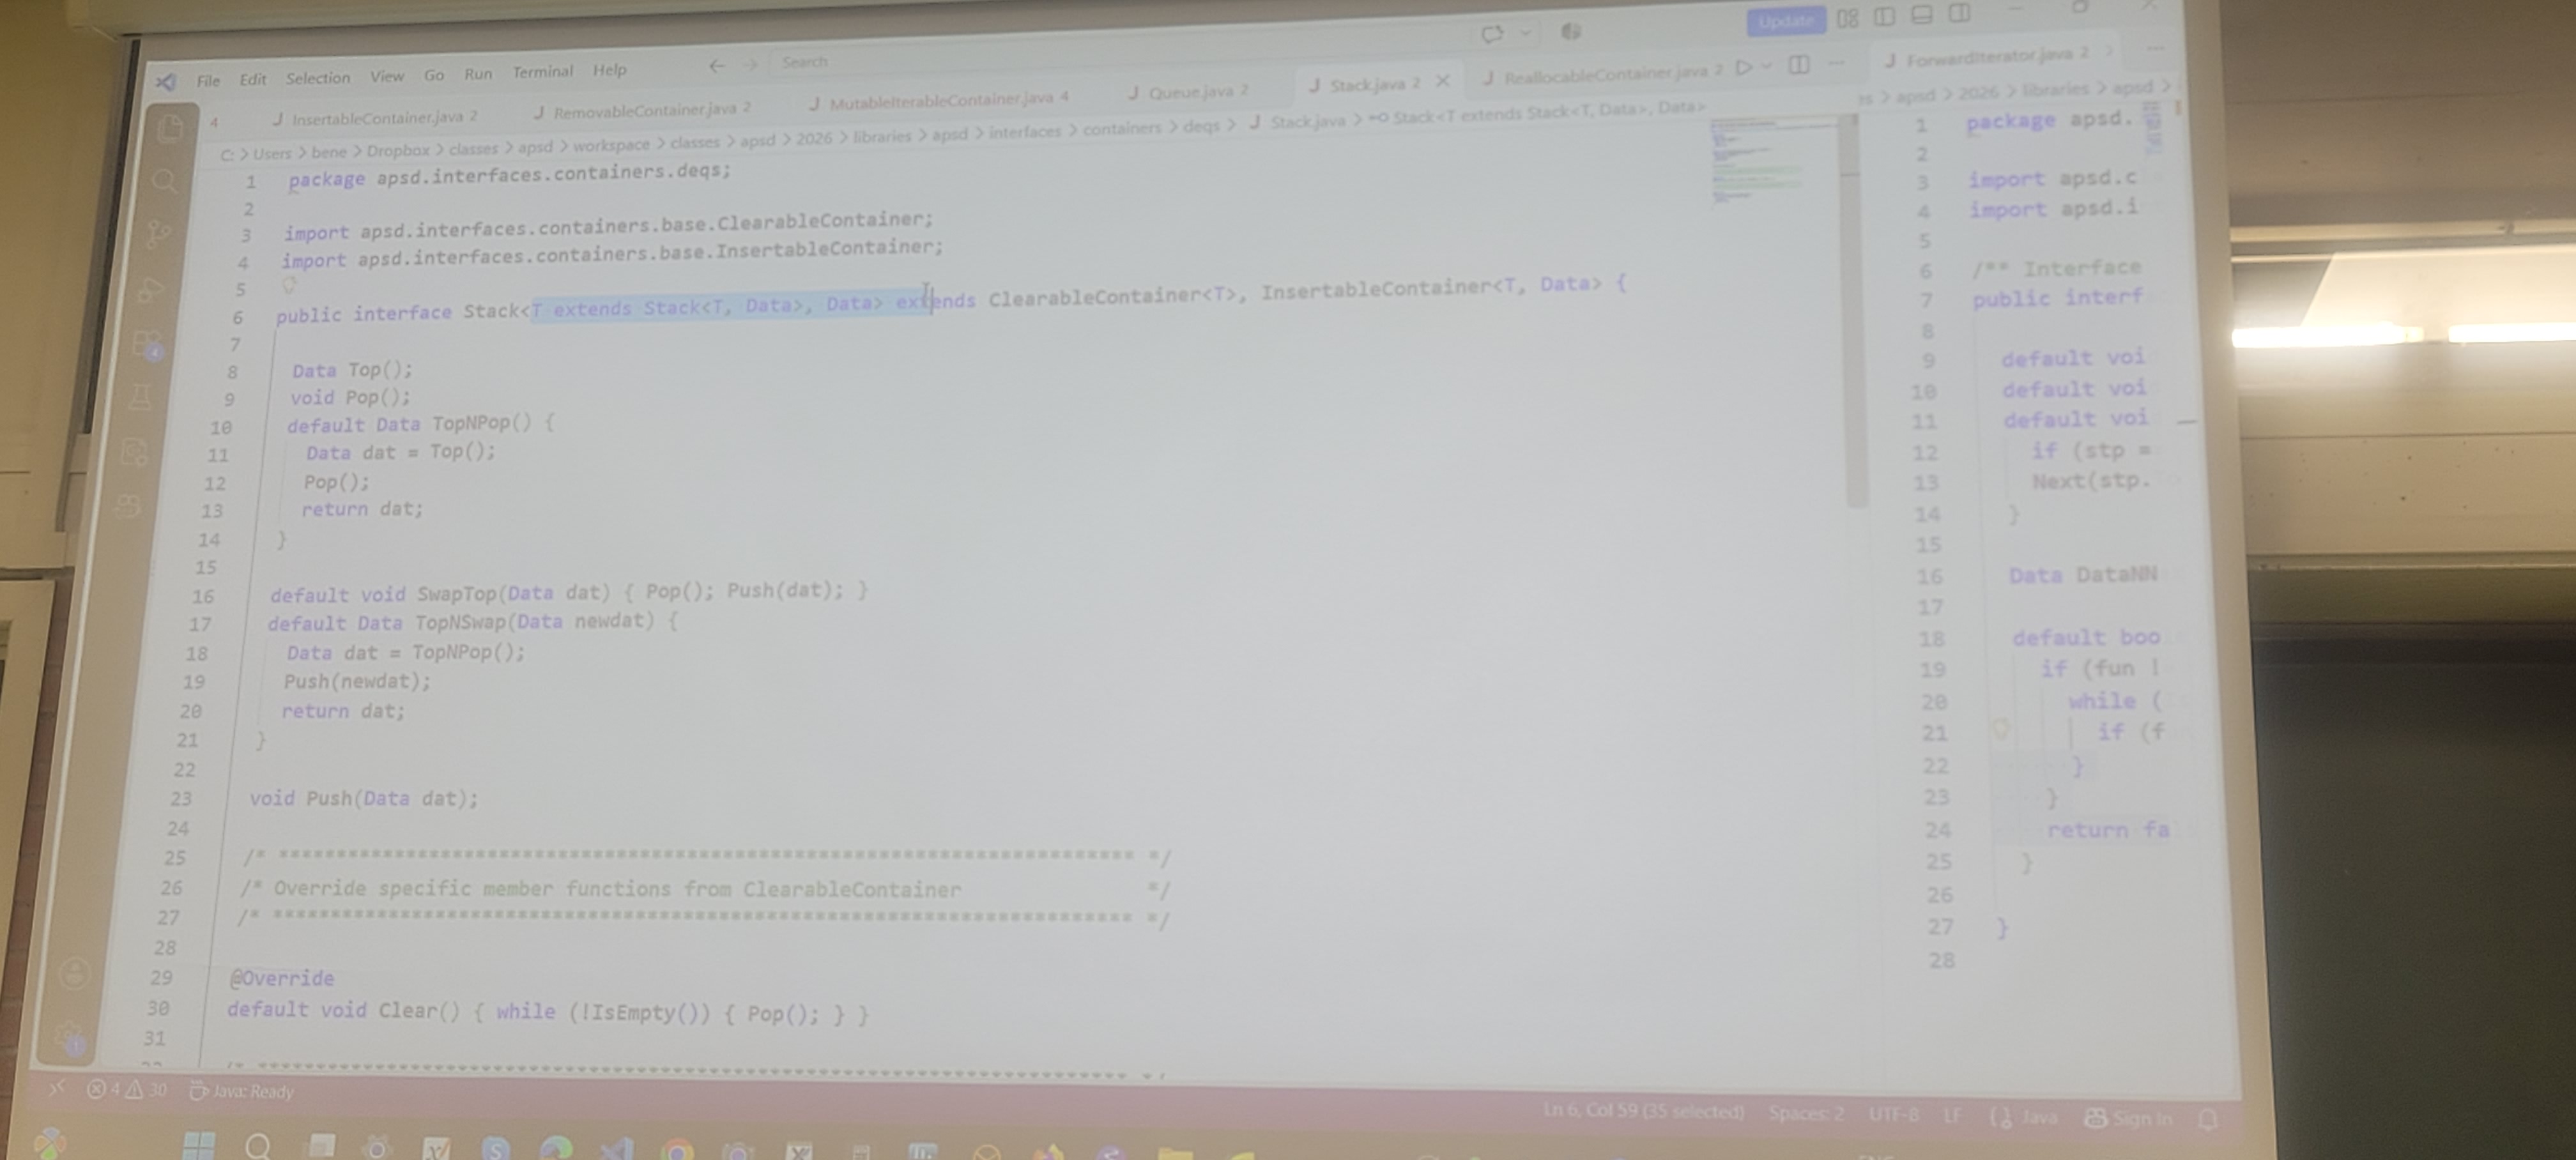 File Edit Selection View Go Run Terminal Help
Search
Update
4 InsertableContainer.java 2 RemovableContainer.java 2 MutableIterableContainer.java 4 Queue.java 2 Stack.java 2 ReallocableContainer.java 2
C: > Users > bene > Dropbox > classes > apsd > workspace > classes > apsd > 2026 > libraries > apsd > interfaces > containers > deqs > Stack.java > Stack<T extends Stack<T, Data>, Data>
1 package apsd.interfaces.containers.deqs;
2
3 import apsd.interfaces.containers.base.ClearableContainer;
4 import apsd.interfaces.containers.base.InsertableContainer;
5
6 public interface Stack<T extends Stack<T, Data>, Data> extends ClearableContainer<T>, InsertableContainer<T, Data> {
7
8 Data Top();
9 void Pop();
10 default Data TopNPop() {
11 Data dat = Top();
12 Pop();
13 return dat;
14 }
15
16 default void SwapTop(Data dat) { Pop(); Push(dat); }
17 default Data TopNSwap(Data newdat) {
18 Data dat = TopNPop();
19 Push(newdat);
20 return dat;
21 }
22
23 void Push(Data dat);
24
25 /* ************************************************************************** */
26 /* Override specific member functions from ClearableContainer */
27 /* ************************************************************************** */
28
29 @Override
30 default void Clear() { while (!IsEmpty()) { Pop(); } }
31
ForwardIterator.java 2
> apsd > 2026 > libraries > apsd >
1 package apsd.
2
3 import apsd.c
4 import apsd.i
5
6 /** Interface
7 public interf
8
9 default voi
10 default voi
11 default voi
12 if (stp =
13 Next(stp.
14 }
15
16 Data DataNN
17
18 default boo
19 if (fun !
20 while (
21 if (f
22 }
23 }
24 return fa
25 }
26
27 }
28
4 30 Java: Ready
Ln 6, Col 59 (35 selected) Spaces: 2 UTF-8 LF Java Sign In